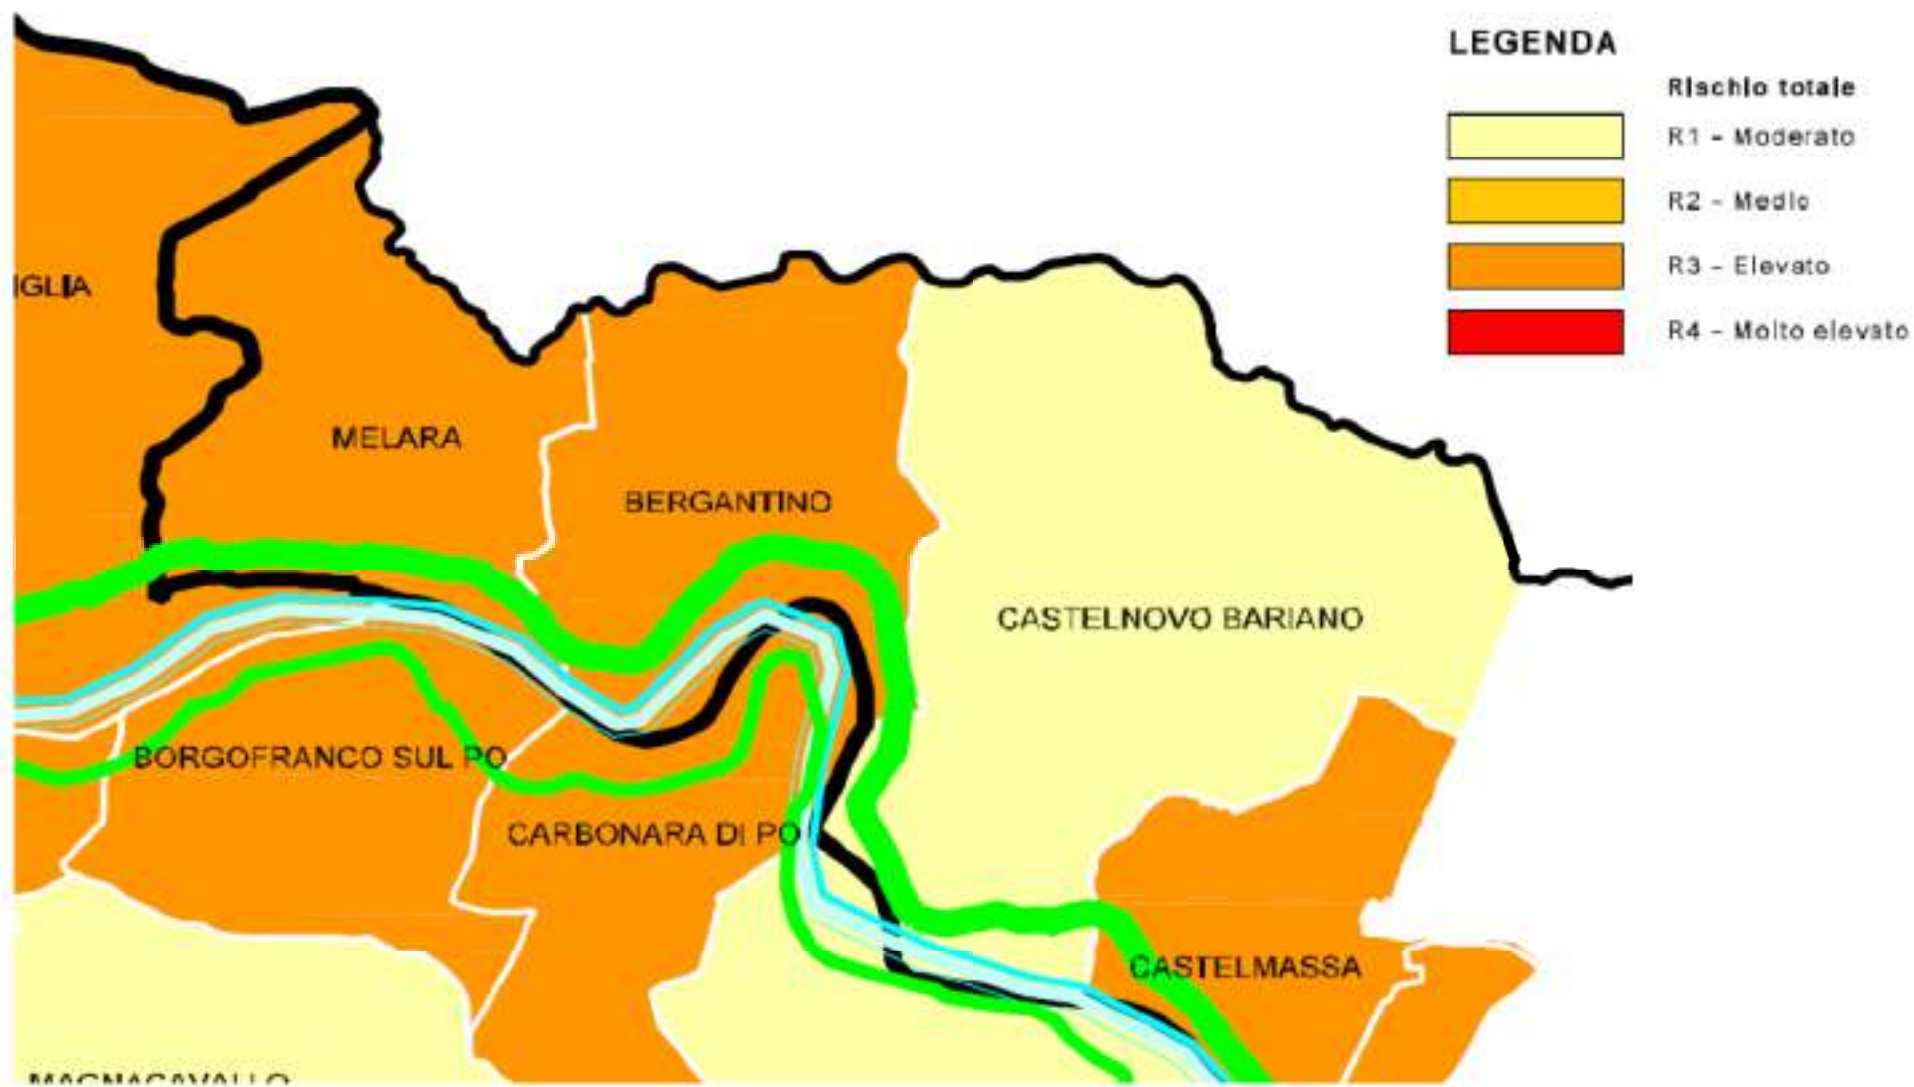 LEGENDA
Rischio totale
R1 - Moderato
R2 - Medio
R3 - Elevato
R4 - Molto elevato
IGLIA
MELARA
BERGANTINO
CASTELNOVO BARIANO
BORGOFRANCO SUL PO
CARBONARA DI PO
CASTELMASSA
MAGNACAVALLO